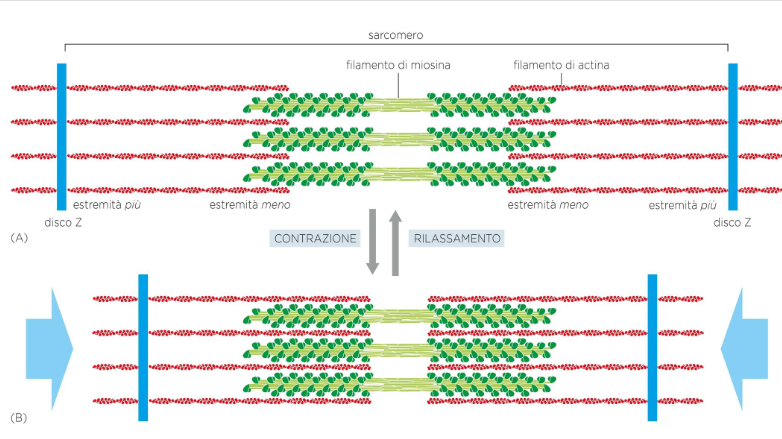 sarcomero
filamento di miosina filamento di actina
estremità più estremità meno estremità meno estremità più
disco Z disco Z
(A)
CONTRAZIONE RILASSAMENTO
(B)